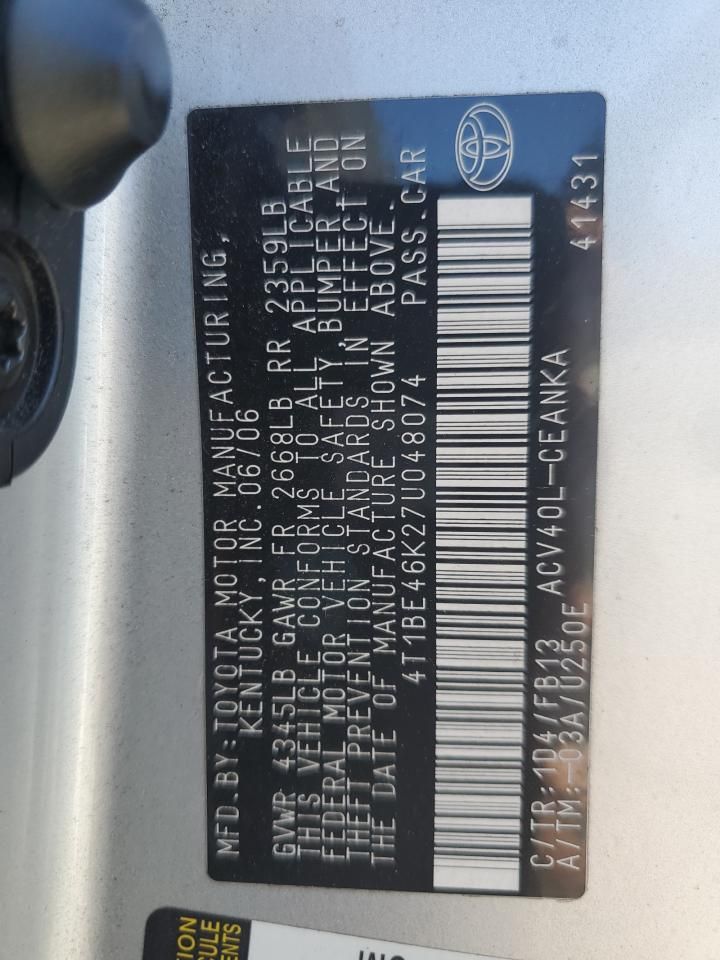 MFD.BY:TOYOTA MOTOR MANUFACTURING,
KENTUCKY,INC.06/06
GVWR 4345LB GAWR FR 2668LB RR 2359LB
THIS VEHICLE CONFORMS TO ALL APPLICABLE
FEDERAL MOTOR VEHICLE SAFETY,BUMPER AND
THEFT PREVENTION STANDARDS IN EFFECT ON
THE DATE OF MANUFACTURE SHOWN ABOVE.
4T1BE46K27U048074 PASS.CAR
C/TR:1D4/FB13 ACV40L-CEANKA 41431
A/TM:-03A/U250E